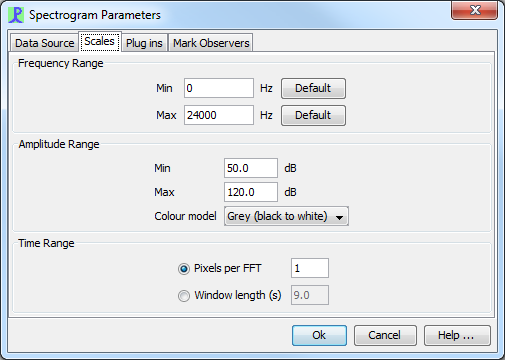 Spectrogram Parameters
Data Source Scales Plug ins Mark Observers
Frequency Range
Min 0 Hz Default
Max 24000 Hz Default
Amplitude Range
Min 50.0 dB
Max 120.0 dB
Colour model Grey (black to white)
Time Range
Pixels per FFT 1
Window length (s) 9.0
Ok Cancel Help ...